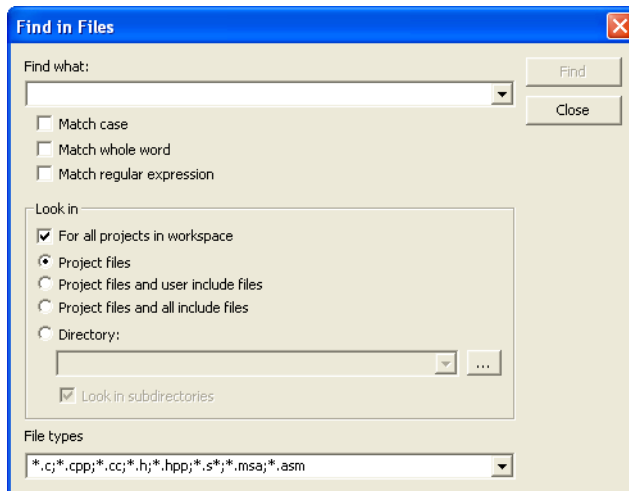 Find in Files
Find what:
Find
Close
Match case
Match whole word
Match regular expression
Look in
For all projects in workspace
Project files
Project files and user include files
Project files and all include files
Directory:
...
Look in subdirectories
File types
*.c;*.cpp;*.cc;*.h;*.hpp;*.s*;*.msa;*.asm